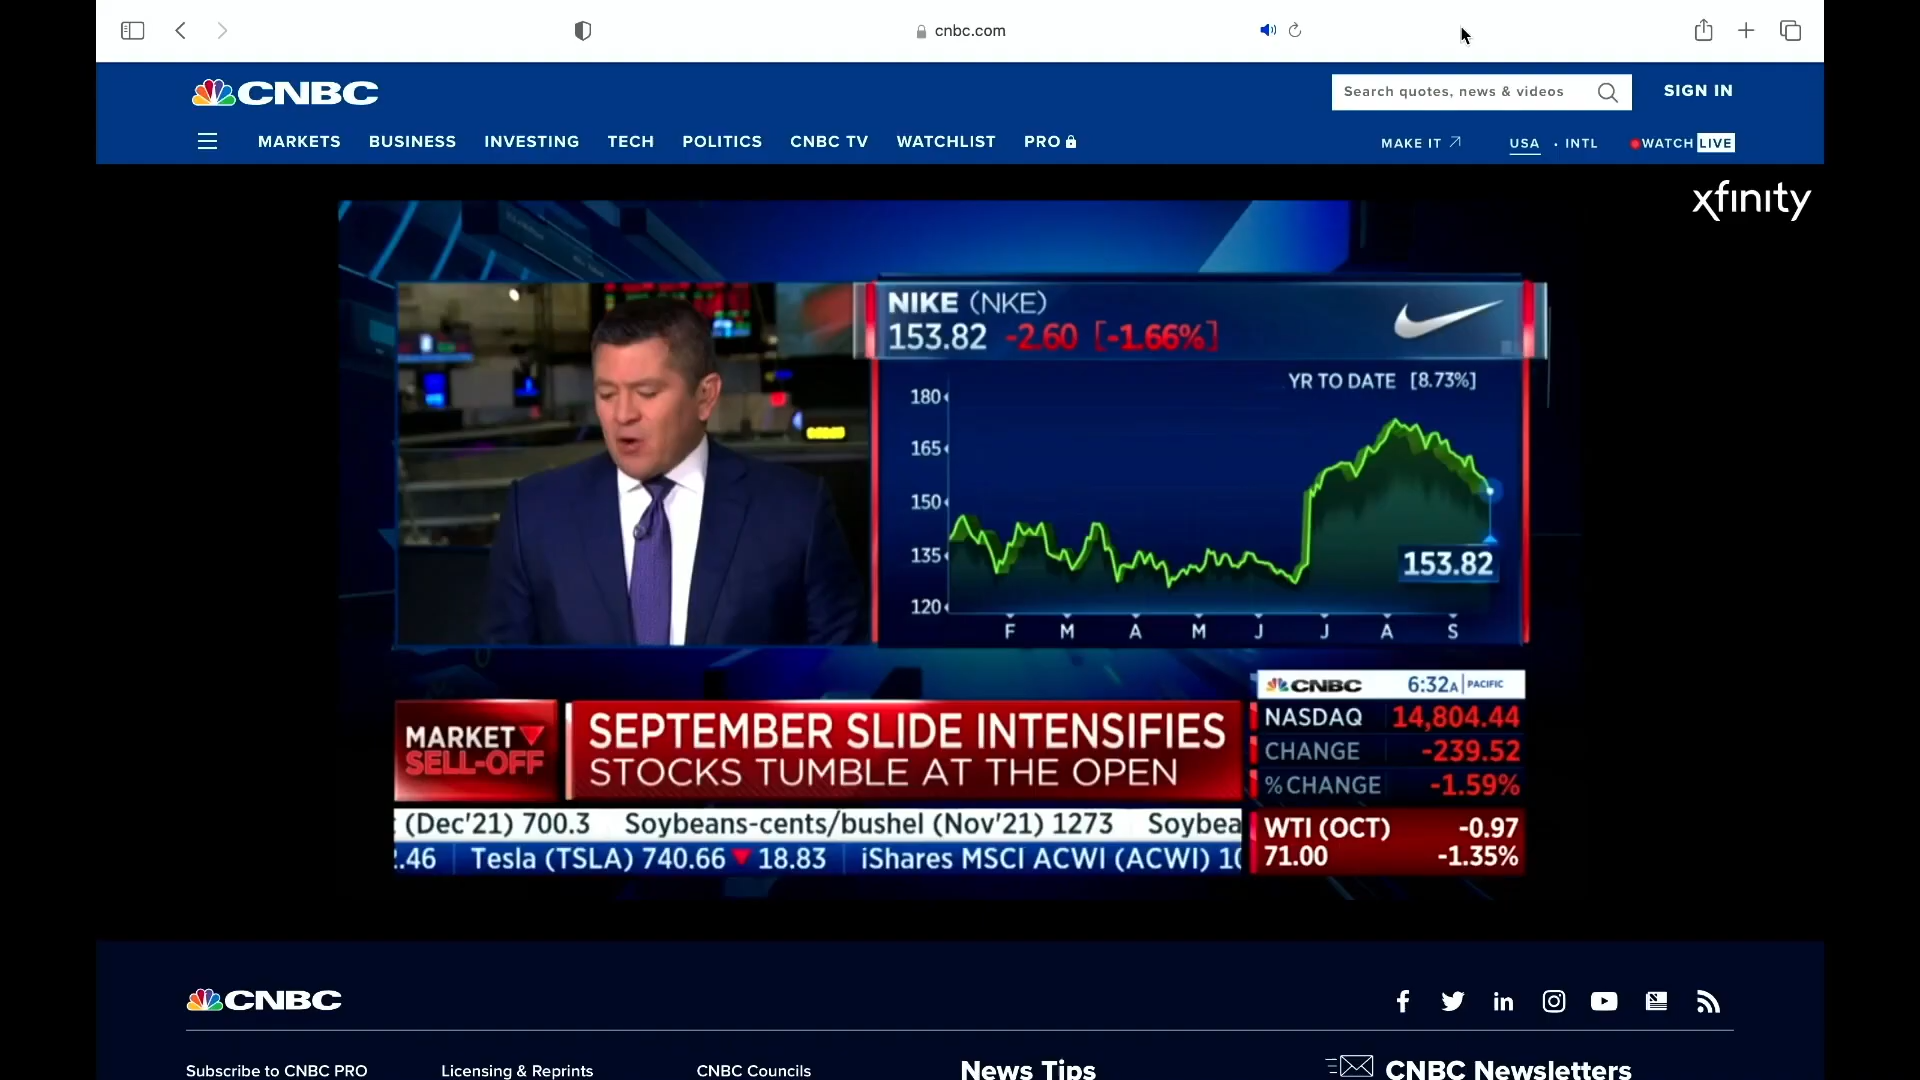 cnbc.com
CNBC
Search quotes, news & videos
SIGN IN
MARKETS BUSINESS INVESTING TECH POLITICS CNBC TV WATCHLIST PRO
MAKE IT USA · INTL WATCH LIVE
xfinity
NIKE (NKE)
153.82 -2.60 [-1.66%]
YR TO DATE [8.73%]
180
165
150
135
120
153.82
F M A M J J A S
CNBC 6:32A PACIFIC
MARKET
SELL-OFF
SEPTEMBER SLIDE INTENSIFIES
STOCKS TUMBLE AT THE OPEN
NASDAQ 14,804.44
CHANGE -239.52
% CHANGE -1.59%
(Dec'21) 700.3 Soybeans-cents/bushel (Nov'21) 1273 Soybea
.46 Tesla (TSLA) 740.66 ▼ 18.83 iShares MSCI ACWI (ACWI) 10
WTI (OCT) -0.97
71.00 -1.35%
CNBC
Subscribe to CNBC PRO Licensing & Reprints CNBC Councils
News Tips
CNBC Newsletters